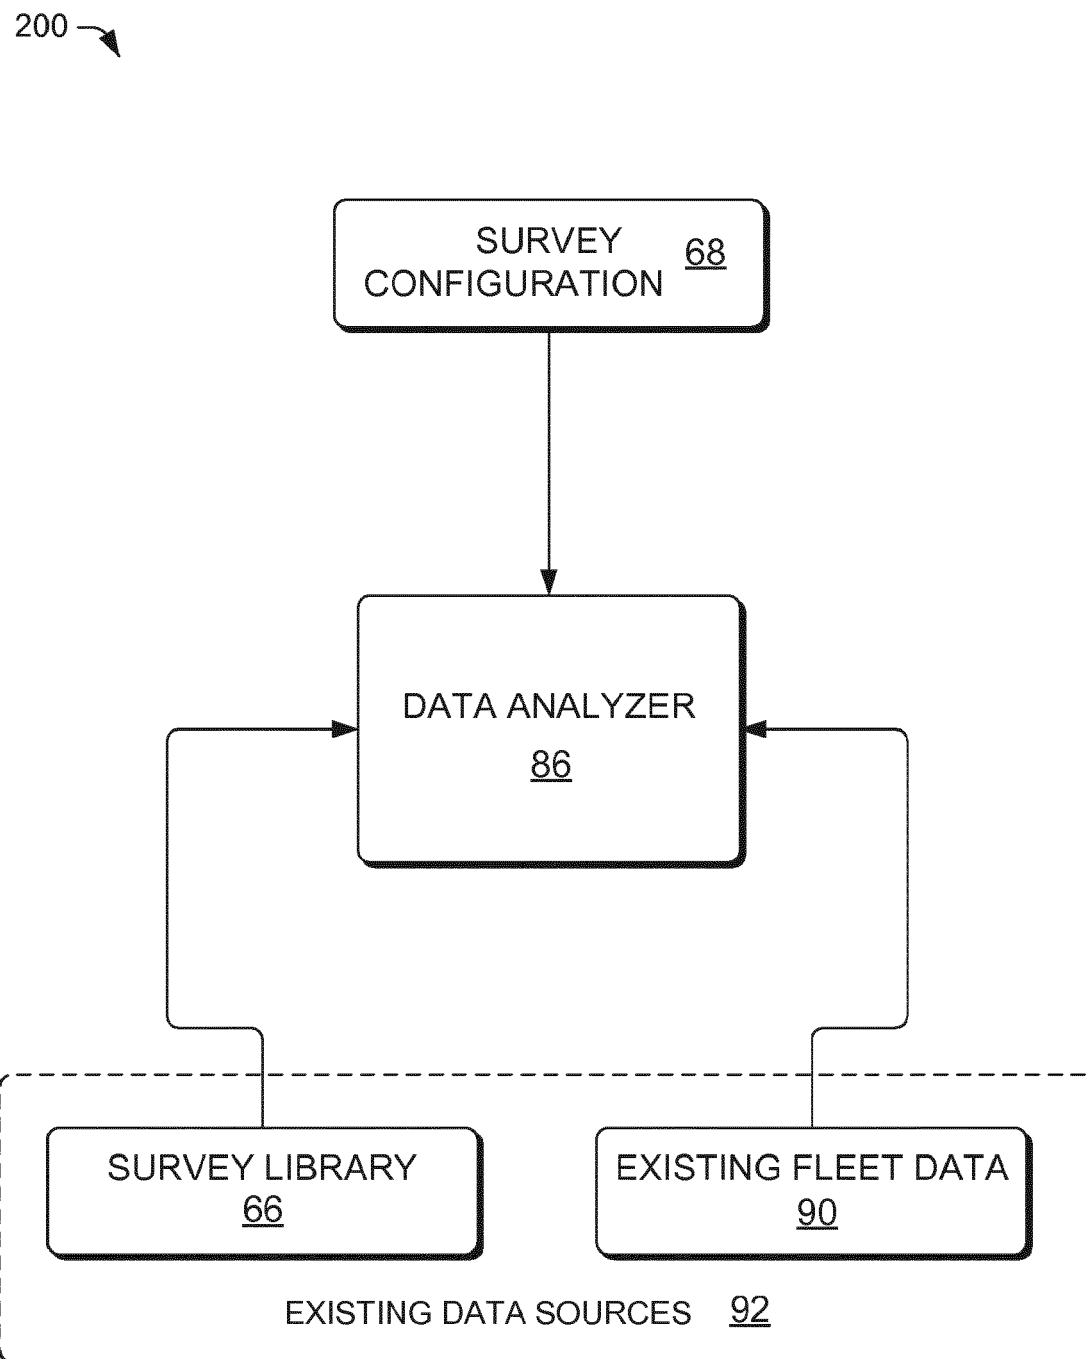 200
SURVEY
CONFIGURATION 68
DATA ANALYZER
86
SURVEY LIBRARY
66
EXISTING FLEET DATA
90
EXISTING DATA SOURCES 92